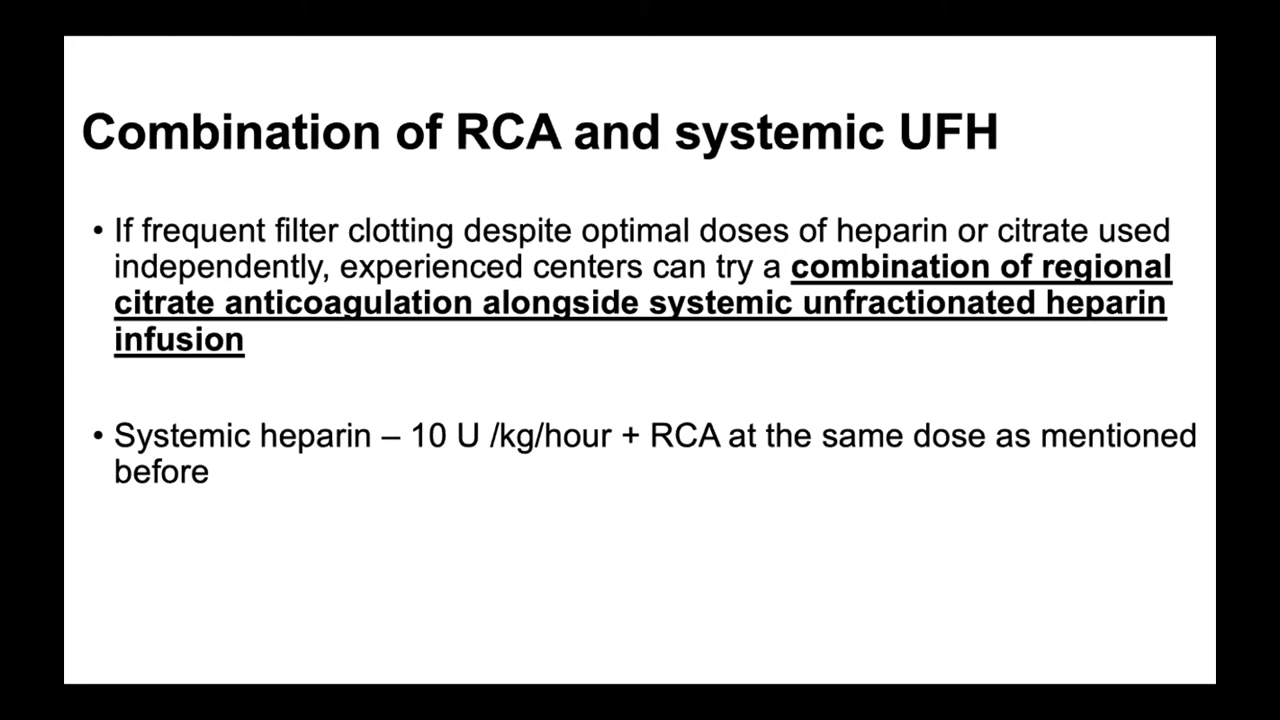 Combination of RCA and systemic UFH
• If frequent filter clotting despite optimal doses of heparin or citrate used
independently, experienced centers can try a combination of regional
citrate anticoagulation alongside systemic unfractionated heparin
infusion
• Systemic heparin – 10 U /kg/hour + RCA at the same dose as mentioned
before